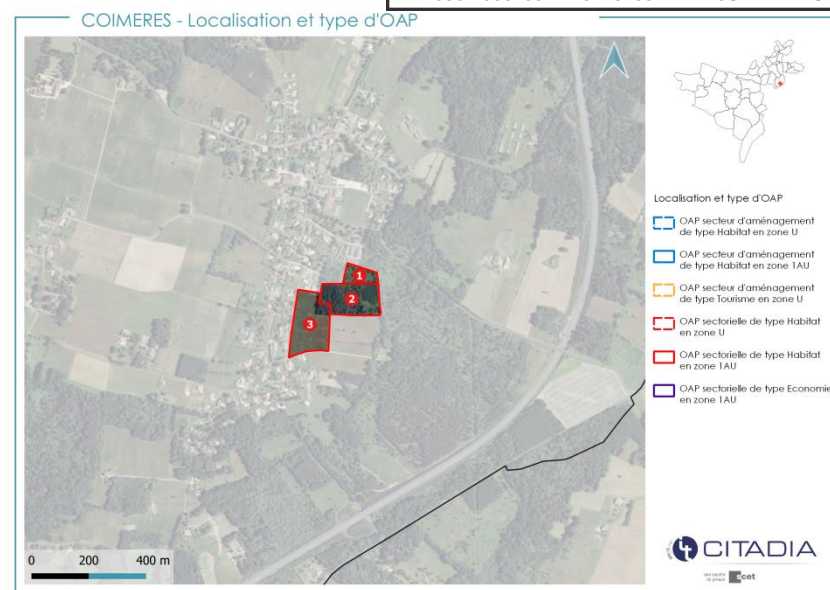 COIMERES - Localisation et type d'OAP
1
2
3
0 200 400 m
Localisation et type d'OAP
OAP secteur d'aménagement
de type Habitat en zone U
OAP secteur d'aménagement
de type Habitat en zone 1AU
OAP secteur d'aménagement
de type Tourisme en zone U
OAP sectorielle de type Habitat
en zone U
OAP sectorielle de type Habitat
en zone 1AU
OAP sectorielle de type Economie
en zone 1AU
CITADIA